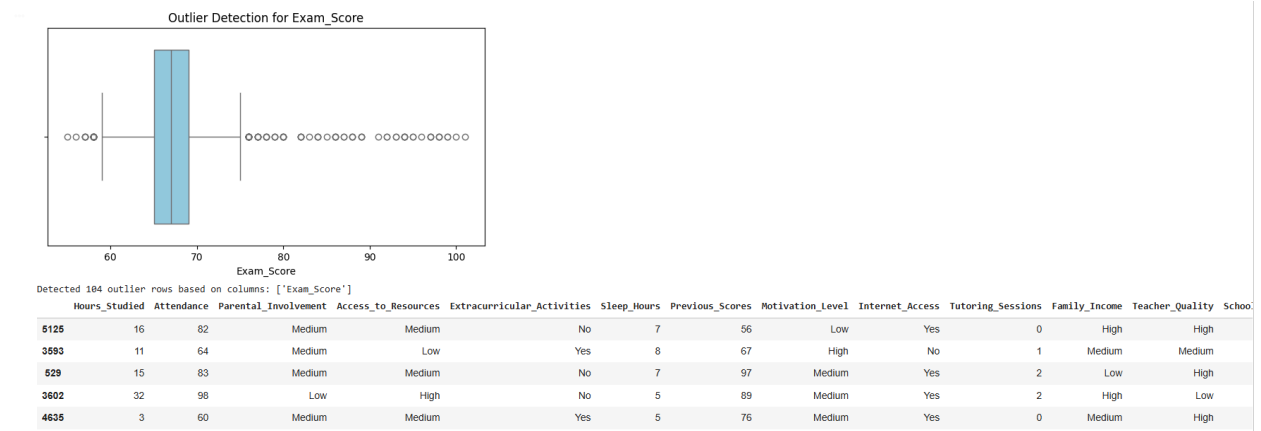 Outlier Detection for Exam_Score
60 70 80 90 100
Exam_Score
Detected 104 outlier rows based on columns: ['Exam_Score']
Hours_Studied Attendance Parental_Involvement Access_to_Resources Extracurricular_Activities Sleep_Hours Previous_Scores Motivation_Level Internet_Access Tutoring_Sessions Family_Income Teacher_Quality Schoo
5125 16 82 Medium Medium No 7 56 Low Yes 0 High High
3593 11 64 Medium Low Yes 8 67 High No 1 Medium Medium
529 15 83 Medium Medium No 7 97 Medium Yes 2 Low High
3602 32 98 Low High No 5 89 Medium Yes 2 High Low
4635 3 60 Medium Medium Yes 5 76 Medium Yes 0 Medium High